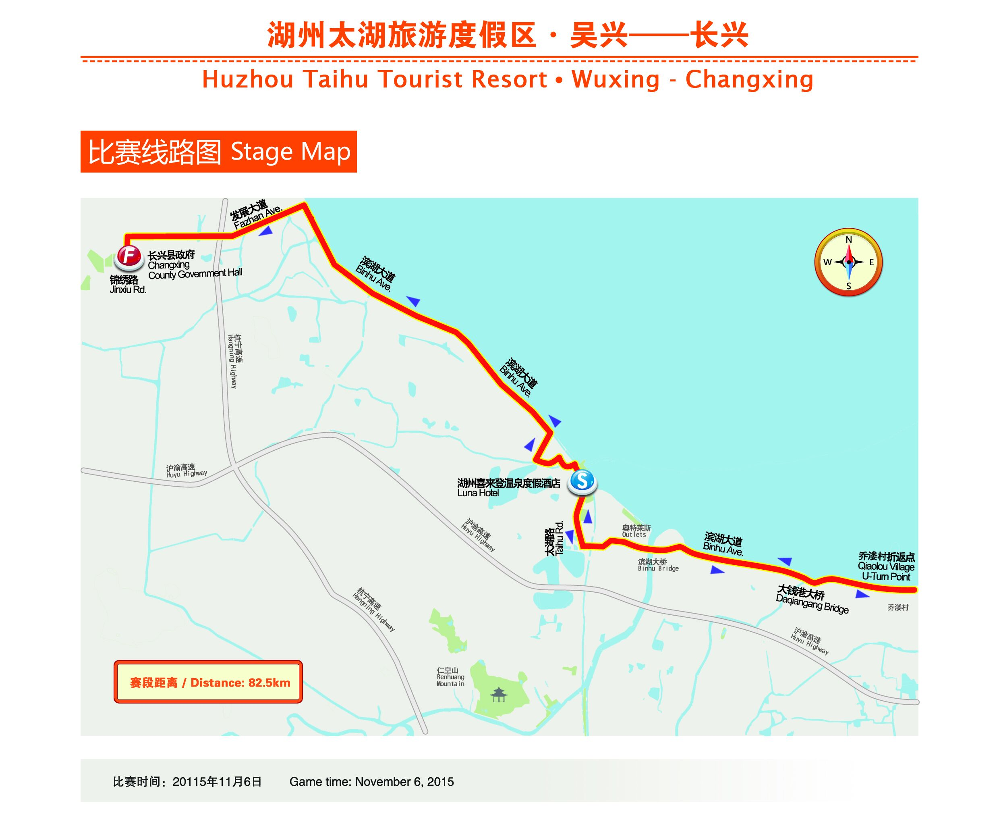 湖州太湖旅游度假区 · 吴兴——长兴
Huzhou Taihu Tourist Resort • Wuxing - Changxing
比赛线路图 Stage Map
发展大道
Fazhan Ave.
N
W
E
S
F
长兴县政府
Changxing
County Government Hall
锦绣路
Jinxiu Rd.
滨湖大道
Binhu Ave.
杭宁高速
Hangning Highway
滨湖大道
Binhu Ave.
沪渝高速
Huyu Highway
S
湖州喜来登温泉度假酒店
Luna Hotel
沪渝高速
Huyu Highway
太湖路
Taihu Rd.
奥特莱斯
Outlets
滨湖大道
Binhu Ave.
滨湖大桥
Binhu Bridge
乔溇村折返点
Qiaolou Village
U-Turn Point
大钱港大桥
Daqiangang Bridge
乔溇村
杭宁高速
Hangning Highway
沪渝高速
Huyu Highway
仁皇山
Renhuang
Mountain
赛段距离 / Distance: 82.5km
比赛时间：20115年11月6日 Game time: November 6, 2015